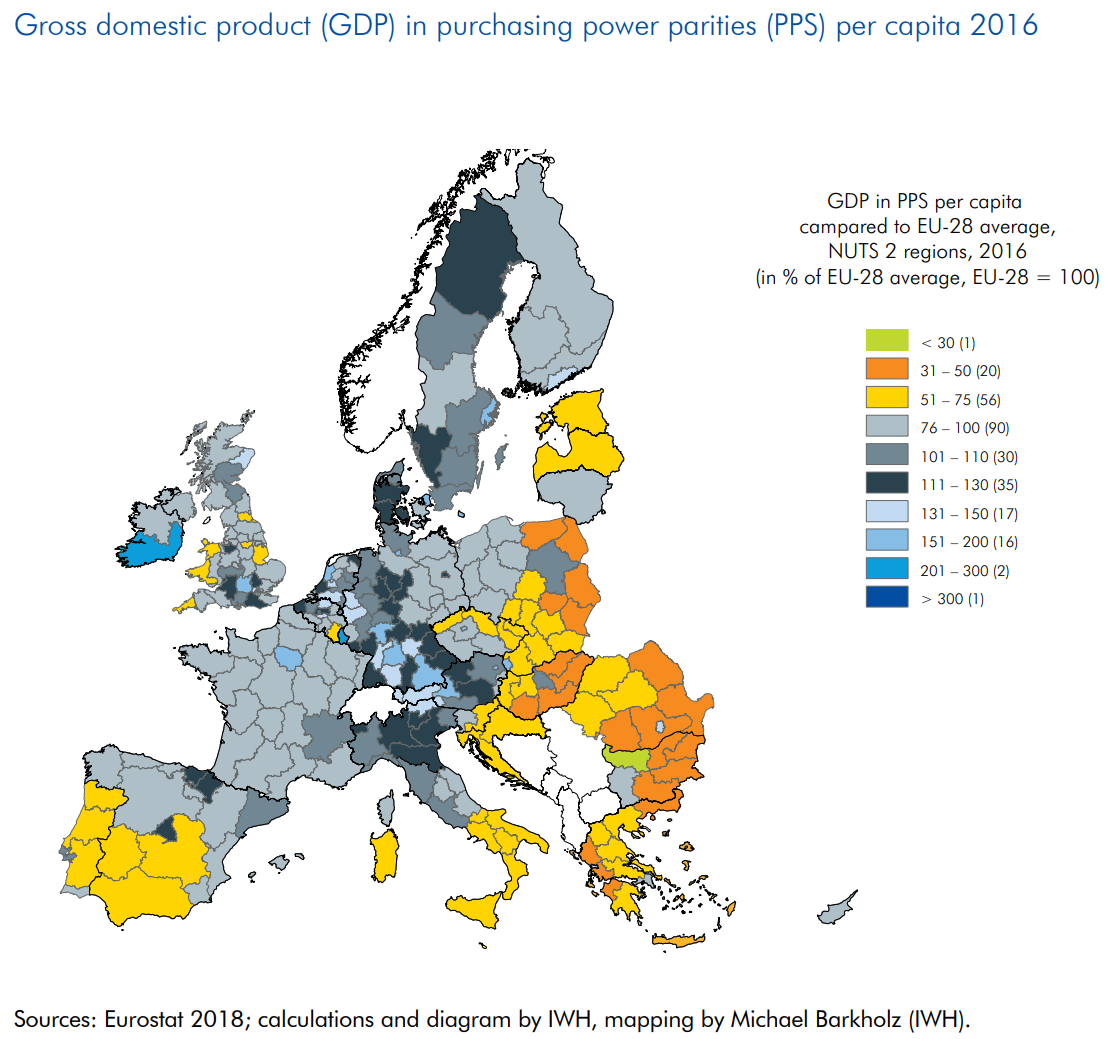 Gross domestic product (GDP) in purchasing power parities (PPS) per capita 2016
GDP in PPS per capita
campared to EU-28 average,
NUTS 2 regions, 2016
(in % of EU-28 average, EU-28 = 100)
< 30 (1)
31 – 50 (20)
51 – 75 (56)
76 – 100 (90)
101 – 110 (30)
111 – 130 (35)
131 – 150 (17)
151 – 200 (16)
201 – 300 (2)
> 300 (1)
Sources: Eurostat 2018; calculations and diagram by IWH, mapping by Michael Barkholz (IWH).